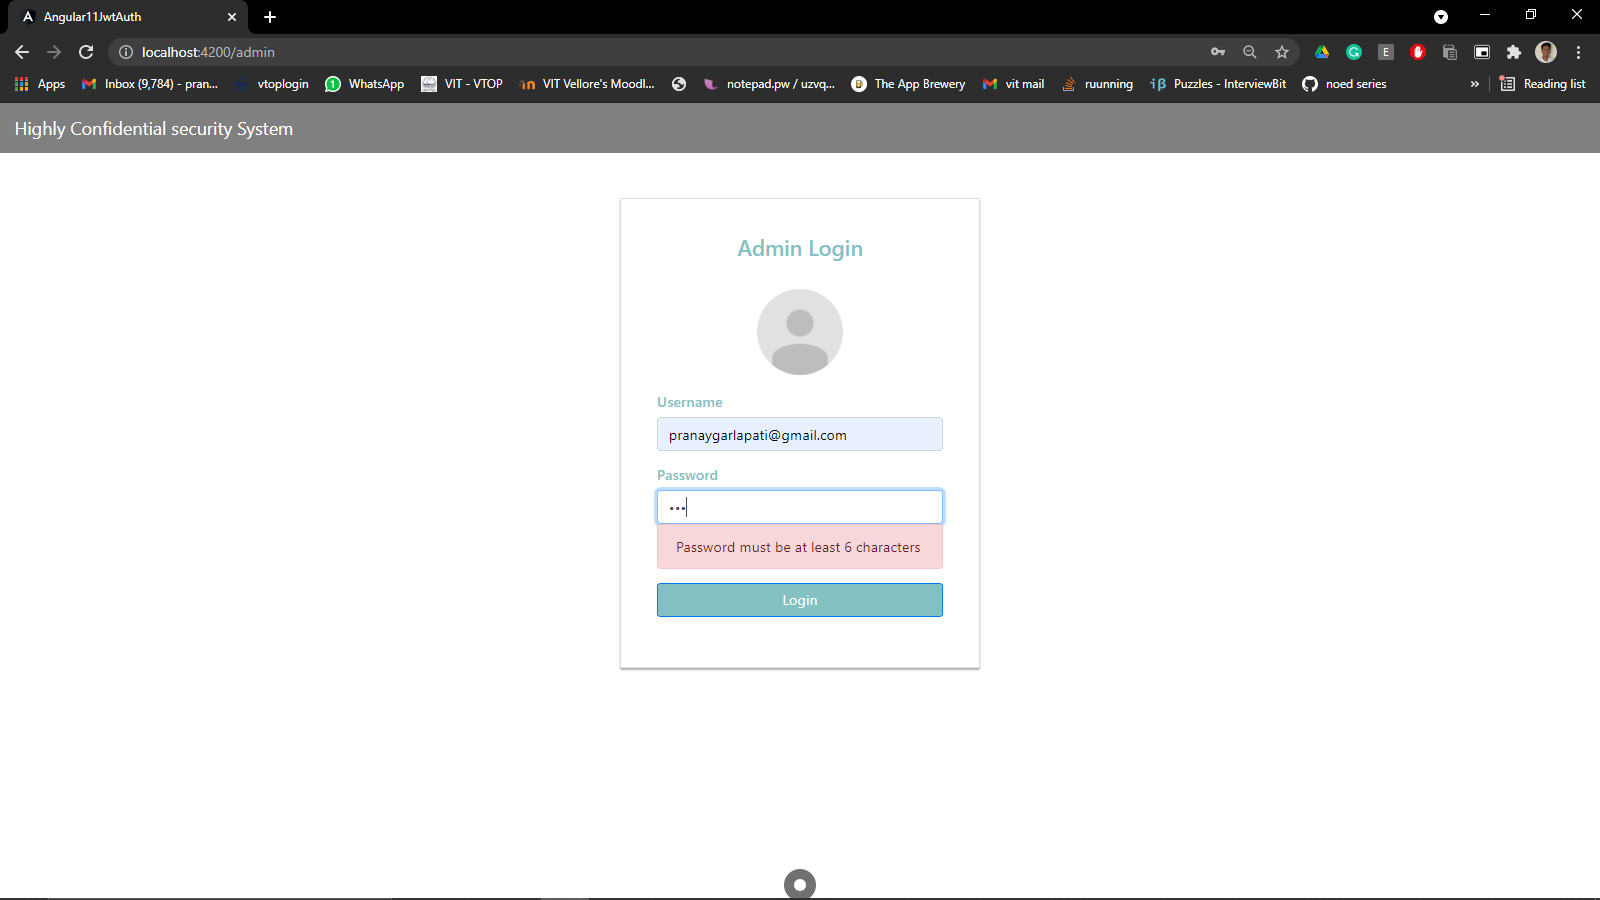 Angular11JwtAuth
localhost:4200/admin
Apps Inbox (9,784) - pran... vtoplogin WhatsApp VIT - VTOP VIT Vellore's Moodl... notepad.pw / uzvq... The App Brewery vit mail ruunning Puzzles - InterviewBit noed series » Reading list
Highly Confidential security System
Admin Login
Username
pranaygarlapati@gmail.com
Password
•••
Password must be at least 6 characters
Login